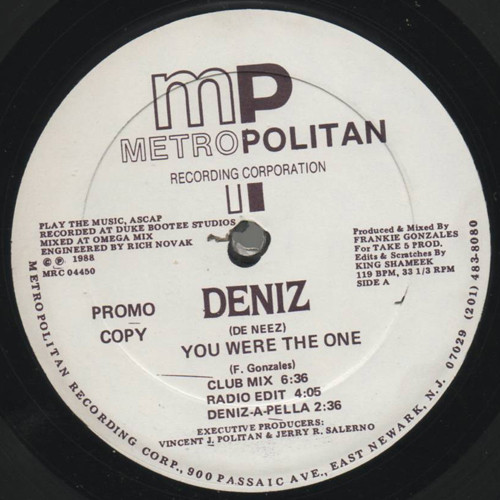 mP
METROPOLITAN
RECORDING CORPORATION
PLAY THE MUSIC, ASCAP
RECORDED AT DUKE BOOTEE STUDIOS
MIXED AT OMEGA MIX
ENGINEERED BY RICH NOVAK
© ℗ 1988
MRC 04450
Produced & Mixed By
FRANKIE GONZALES
For TAKE 5 PROD.
Edits & Scratches By
KING SHAMEEK
119 BPM, 33 1/3 RPM
SIDE A
PROMO
COPY
DENIZ
(DE NEEZ)
YOU WERE THE ONE
(F. Gonzales)
CLUB MIX 6:36
RADIO EDIT 4:05
DENIZ-A-PELLA 2:36
EXECUTIVE PRODUCERS:
VINCENT J. POLITAN & JERRY R. SALERNO
METROPOLITAN RECORDING CORP., 900 PASSAIC AVE., EAST NEWARK, N.J. 07029 (201) 483-8080